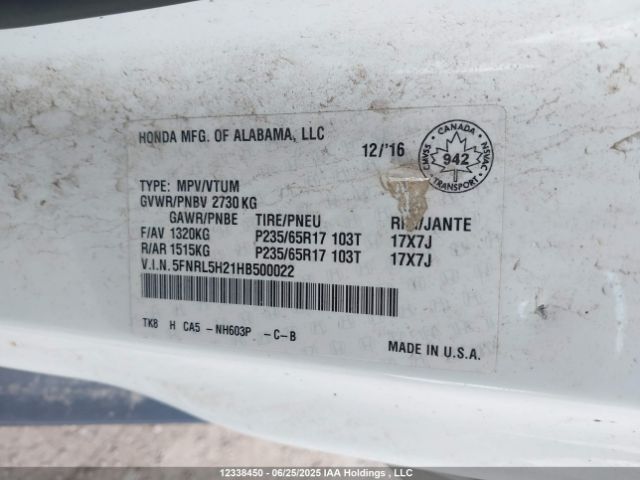 HONDA MFG. OF ALABAMA, LLC
12/'16
CANADA
CMVSS 942 NSVAC
TRANSPORT
TYPE: MPV/VTUM
GVWR/PNBV 2730 KG
GAWR/PNBE TIRE/PNEU /JANTE
F/AV 1320KG P235/65R17 103T 17X7J
R/AR 1515KG P235/65R17 103T 17X7J
V.I.N. 5FNRL5H21HB500022
TK8 H CA5 - NH603P - C - B
MADE IN U.S.A.
12338450 - 06/25/2025 IAA Holdings , LLC